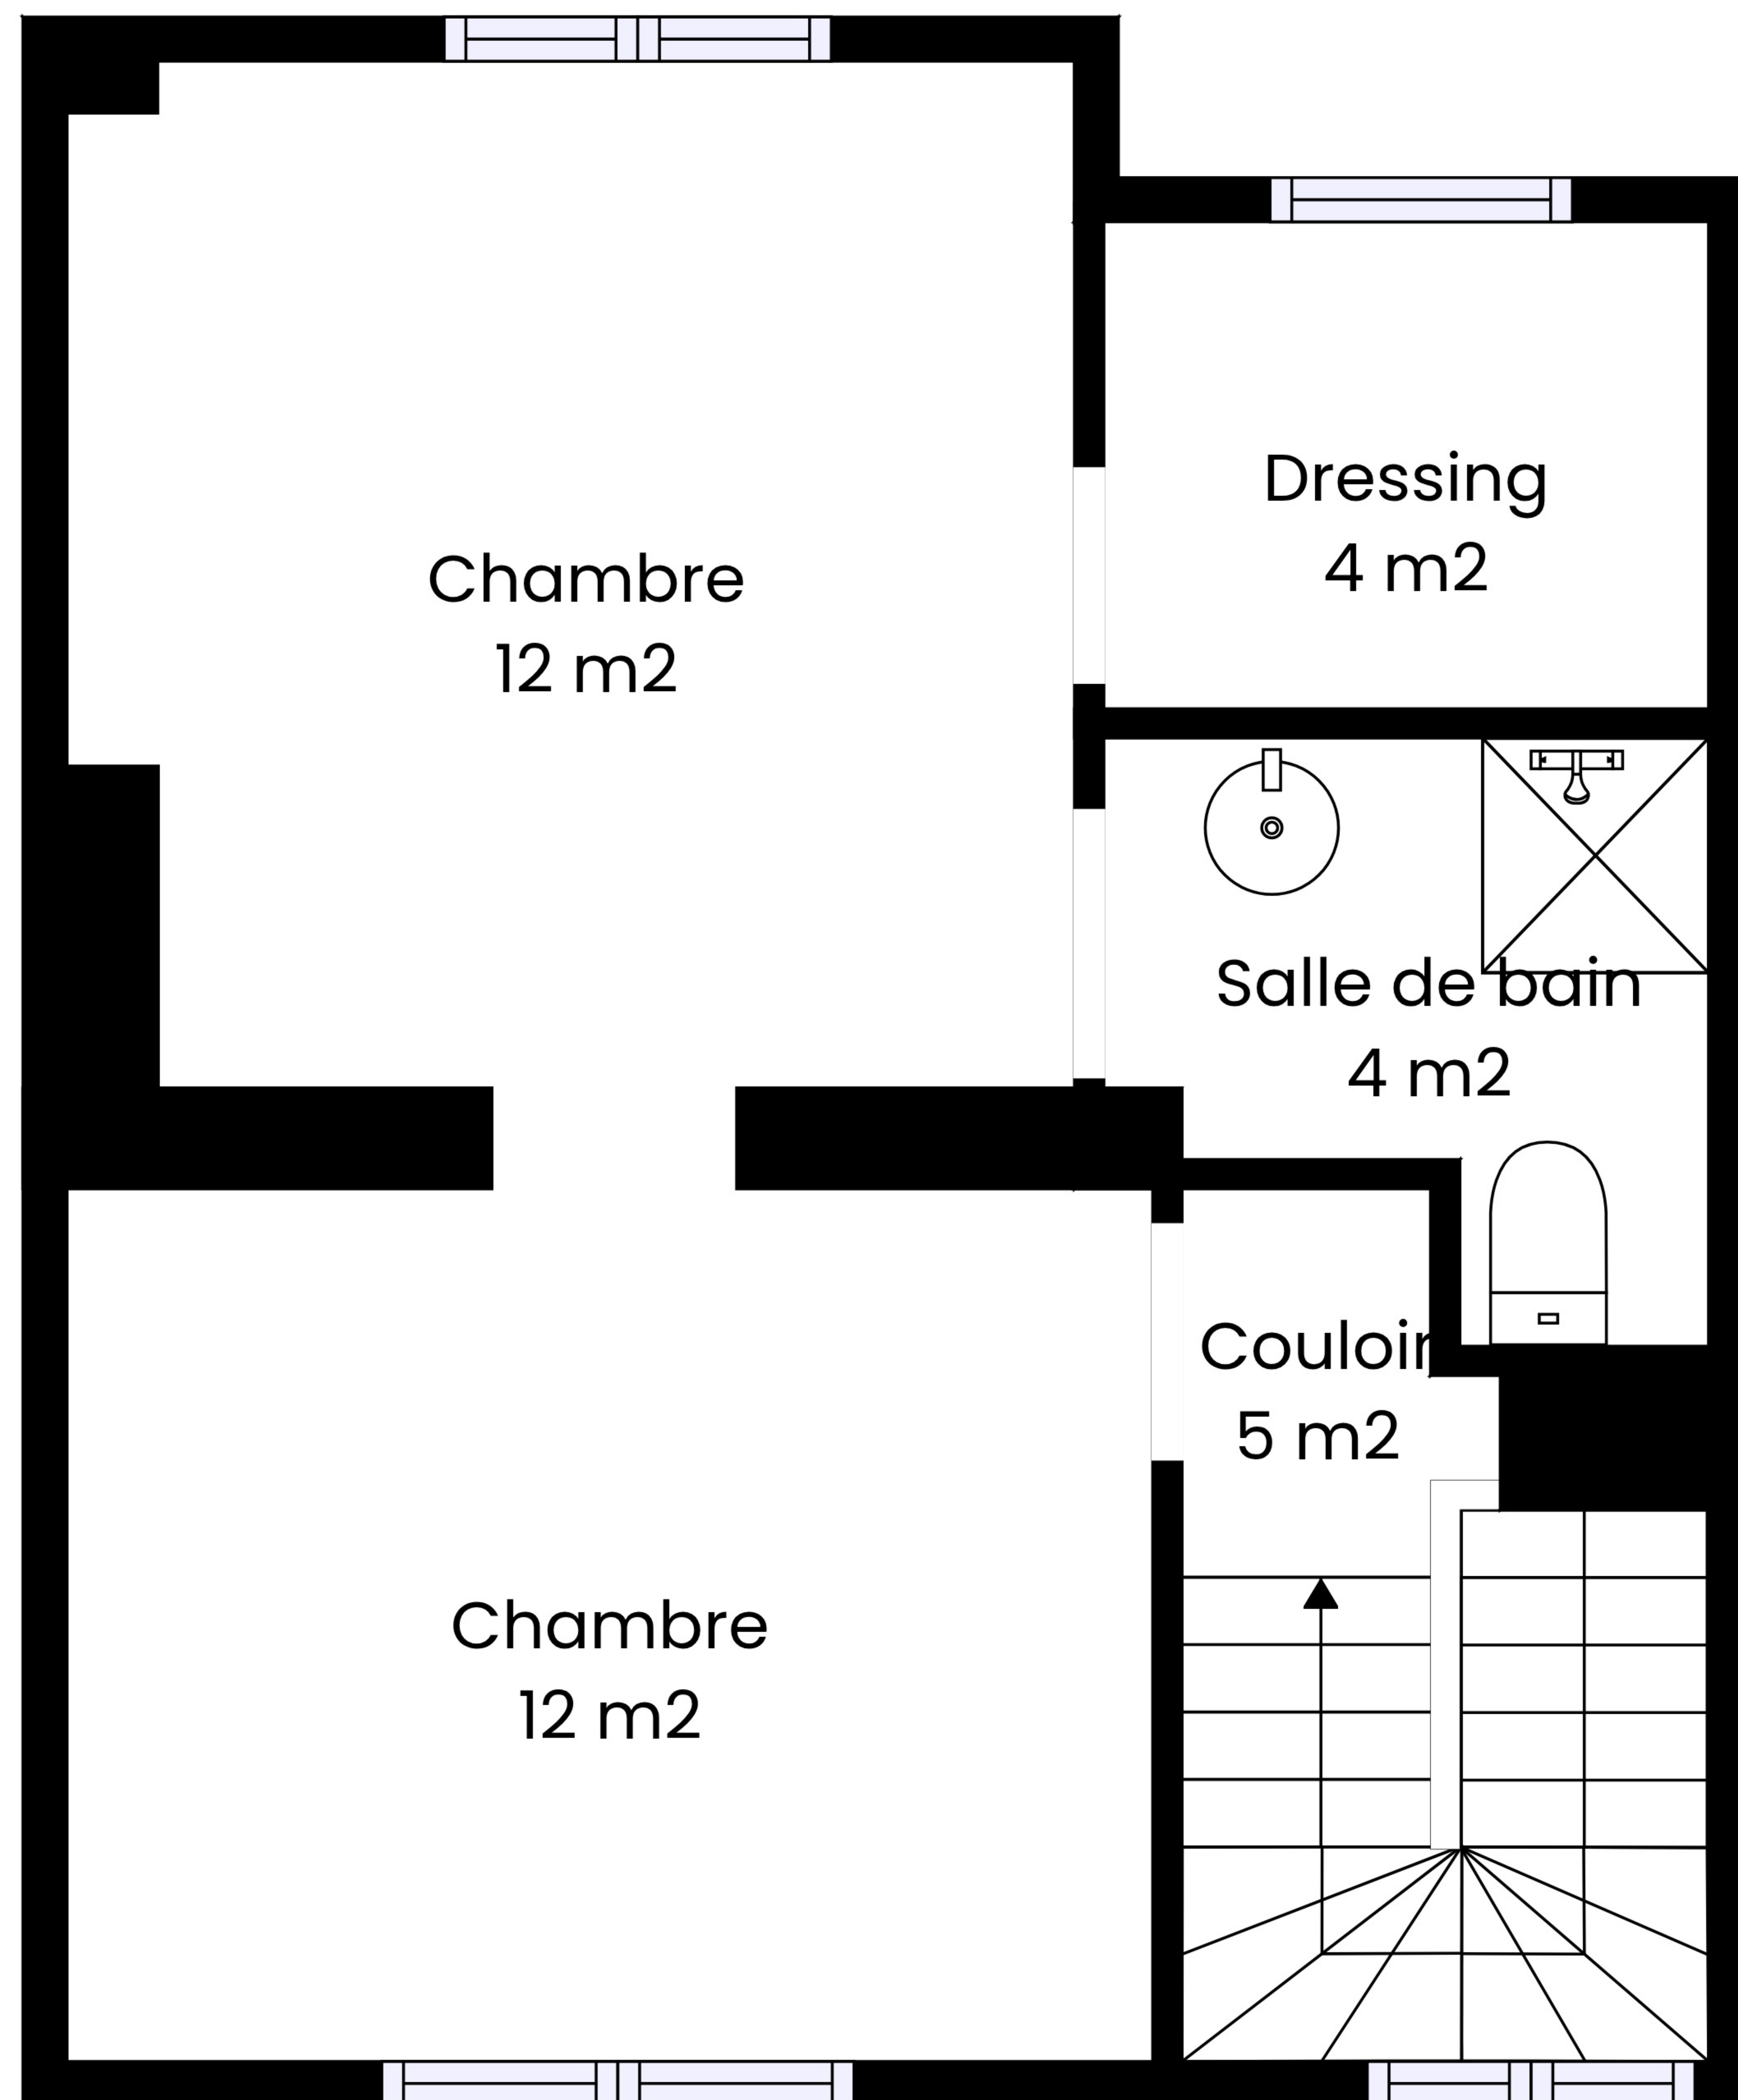 Dressing
4 m2
Chambre
12 m2
Salle de bain
4 m2
Couloir
5 m2
Chambre
12 m2